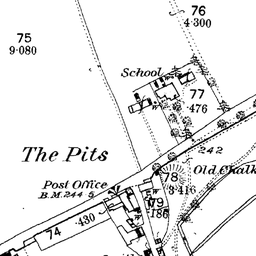 76
4·300
75
9·080
School
77
·476
242
The Pits
Old Chalk
78
3·416
Post Office
B.M. 244·5
79
·186
·430
74